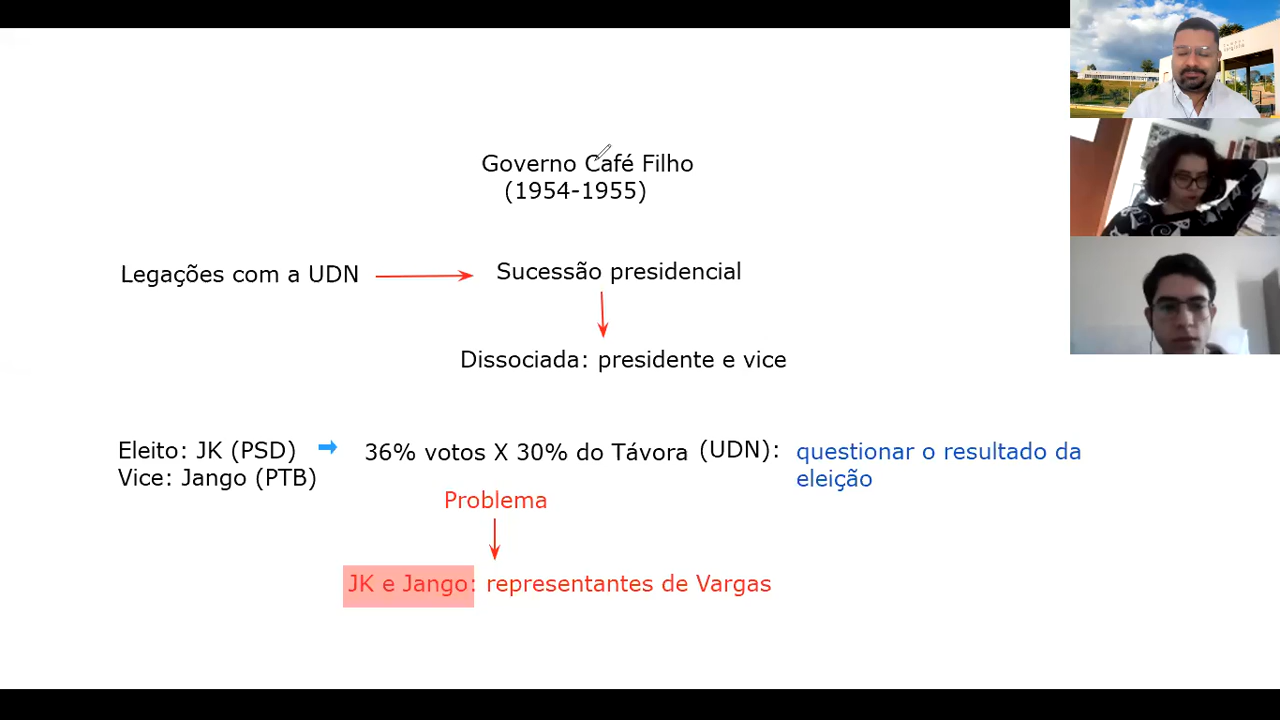 Governo Café Filho
(1954-1955)
Legações com a UDN
Sucessão presidencial
Dissociada: presidente e vice
Eleito: JK (PSD)
Vice: Jango (PTB)
36% votos X 30% do Távora (UDN):
questionar o resultado da
eleição
Problema
JK e Jango: representantes de Vargas